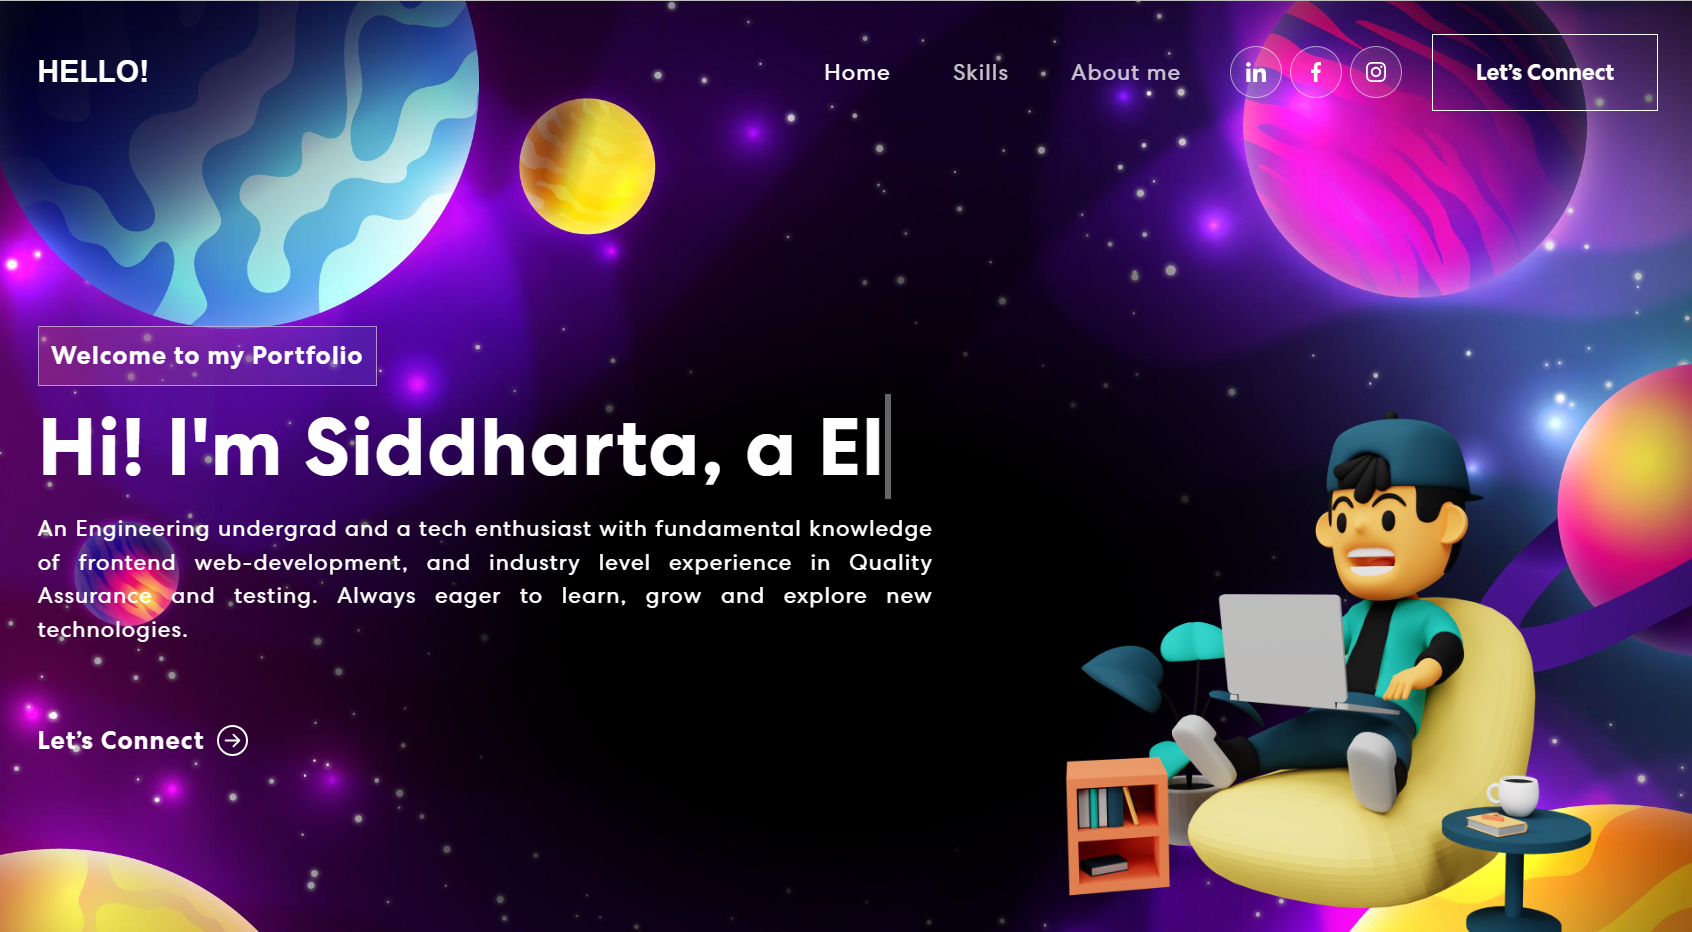 HELLO!
Home Skills About me in f Let's Connect
Welcome to my Portfolio
Hi! I'm Siddharta, a El
An Engineering undergrad and a tech enthusiast with fundamental knowledge
of frontend web-development, and industry level experience in Quality
Assurance and testing. Always eager to learn, grow and explore new
technologies.
Let's Connect